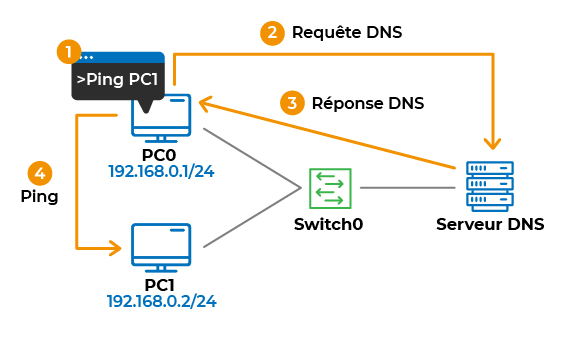 1
>Ping PC1
2 Requête DNS
3 Réponse DNS
PC0
192.168.0.1/24
4
Ping
Switch0
Serveur DNS
PC1
192.168.0.2/24